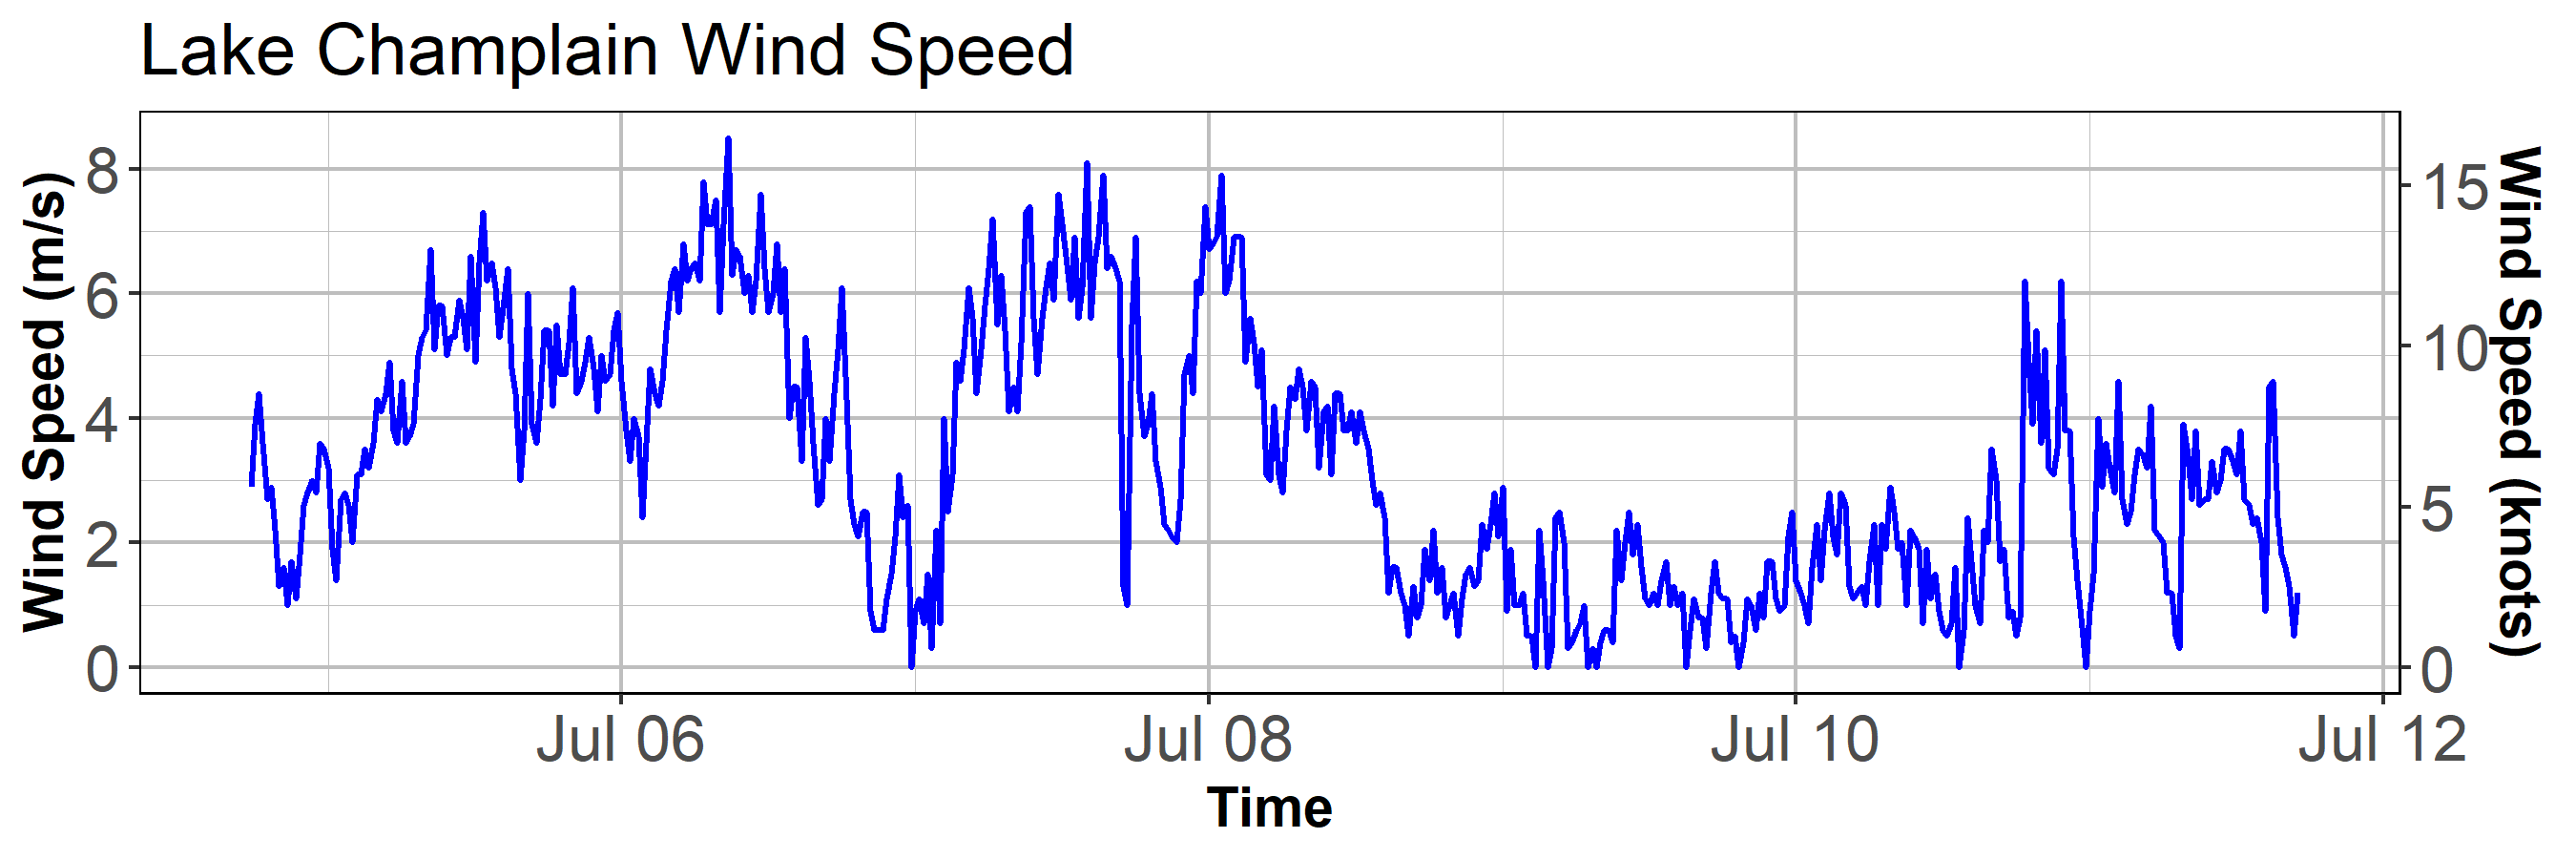 Lake Champlain Wind Speed
Wind Speed (m/s)
8
6
4
2
0
15
10
5
0
Wind Speed (knots)
Jul 06
Jul 08
Jul 10
Jul 12
Time